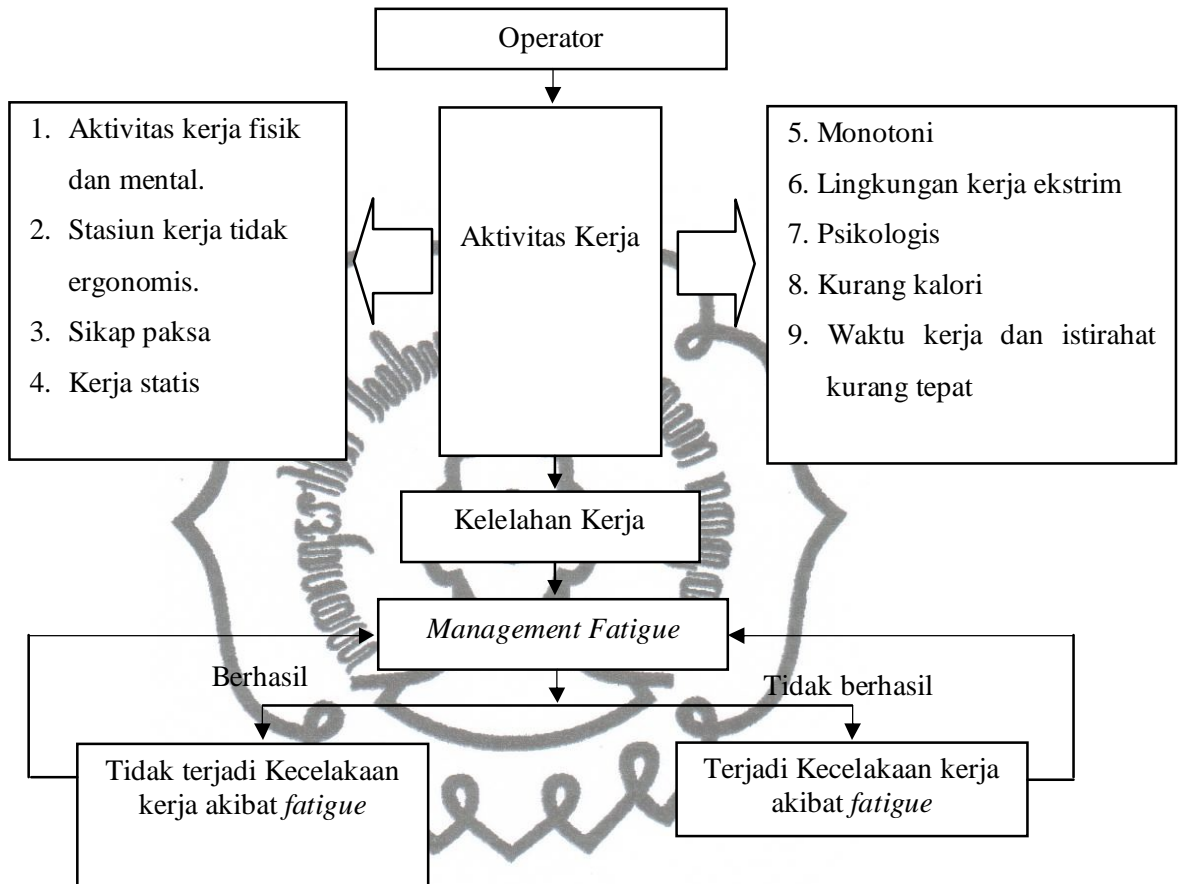 Operator
1. Aktivitas kerja fisik
dan mental.
2. Stasiun kerja tidak
ergonomis.
3. Sikap paksa
4. Kerja statis
Aktivitas Kerja
5. Monotoni
6. Lingkungan kerja ekstrim
7. Psikologis
8. Kurang kalori
9. Waktu kerja dan istirahat
kurang tepat
Kelelahan Kerja
Management Fatigue
Berhasil
Tidak berhasil
Tidak terjadi Kecelakaan
kerja akibat fatigue
Terjadi Kecelakaan kerja
akibat fatigue